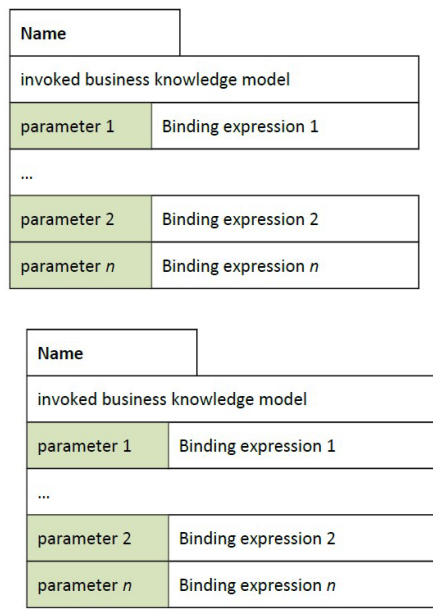 Name
invoked business knowledge model
parameter 1 Binding expression 1
...
parameter 2 Binding expression 2
parameter n Binding expression n
Name
invoked business knowledge model
parameter 1 Binding expression 1
...
parameter 2 Binding expression 2
parameter n Binding expression n